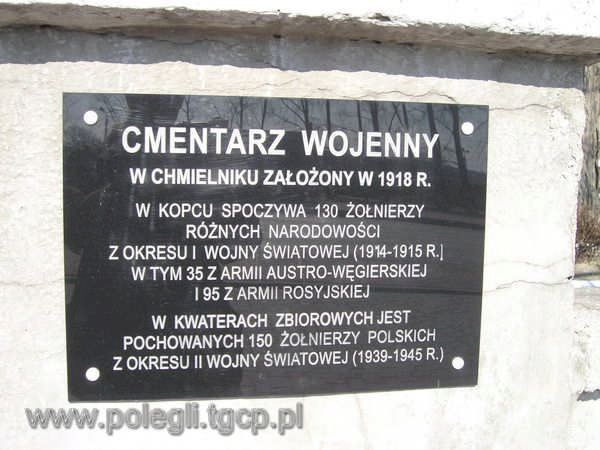 CMENTARZ WOJENNY
W CHMIELNIKU ZAŁOŻONY W 1918 R.
W KOPCU SPOCZYWA 130 ŻOŁNIERZY
RÓŻNYCH NARODOWOŚCI
Z OKRESU I WOJNY ŚWIATOWEJ (1914-1915 R.)
W TYM 35 Z ARMII AUSTRO-WĘGIERSKIEJ
I 95 Z ARMII ROSYJSKIEJ
W KWATERACH ZBIOROWYCH JEST
POCHOWANYCH 150 ŻOŁNIERZY POLSKICH
Z OKRESU II WOJNY ŚWIATOWEJ (1939-1945 R.)
www.polegli.tgcp.pl